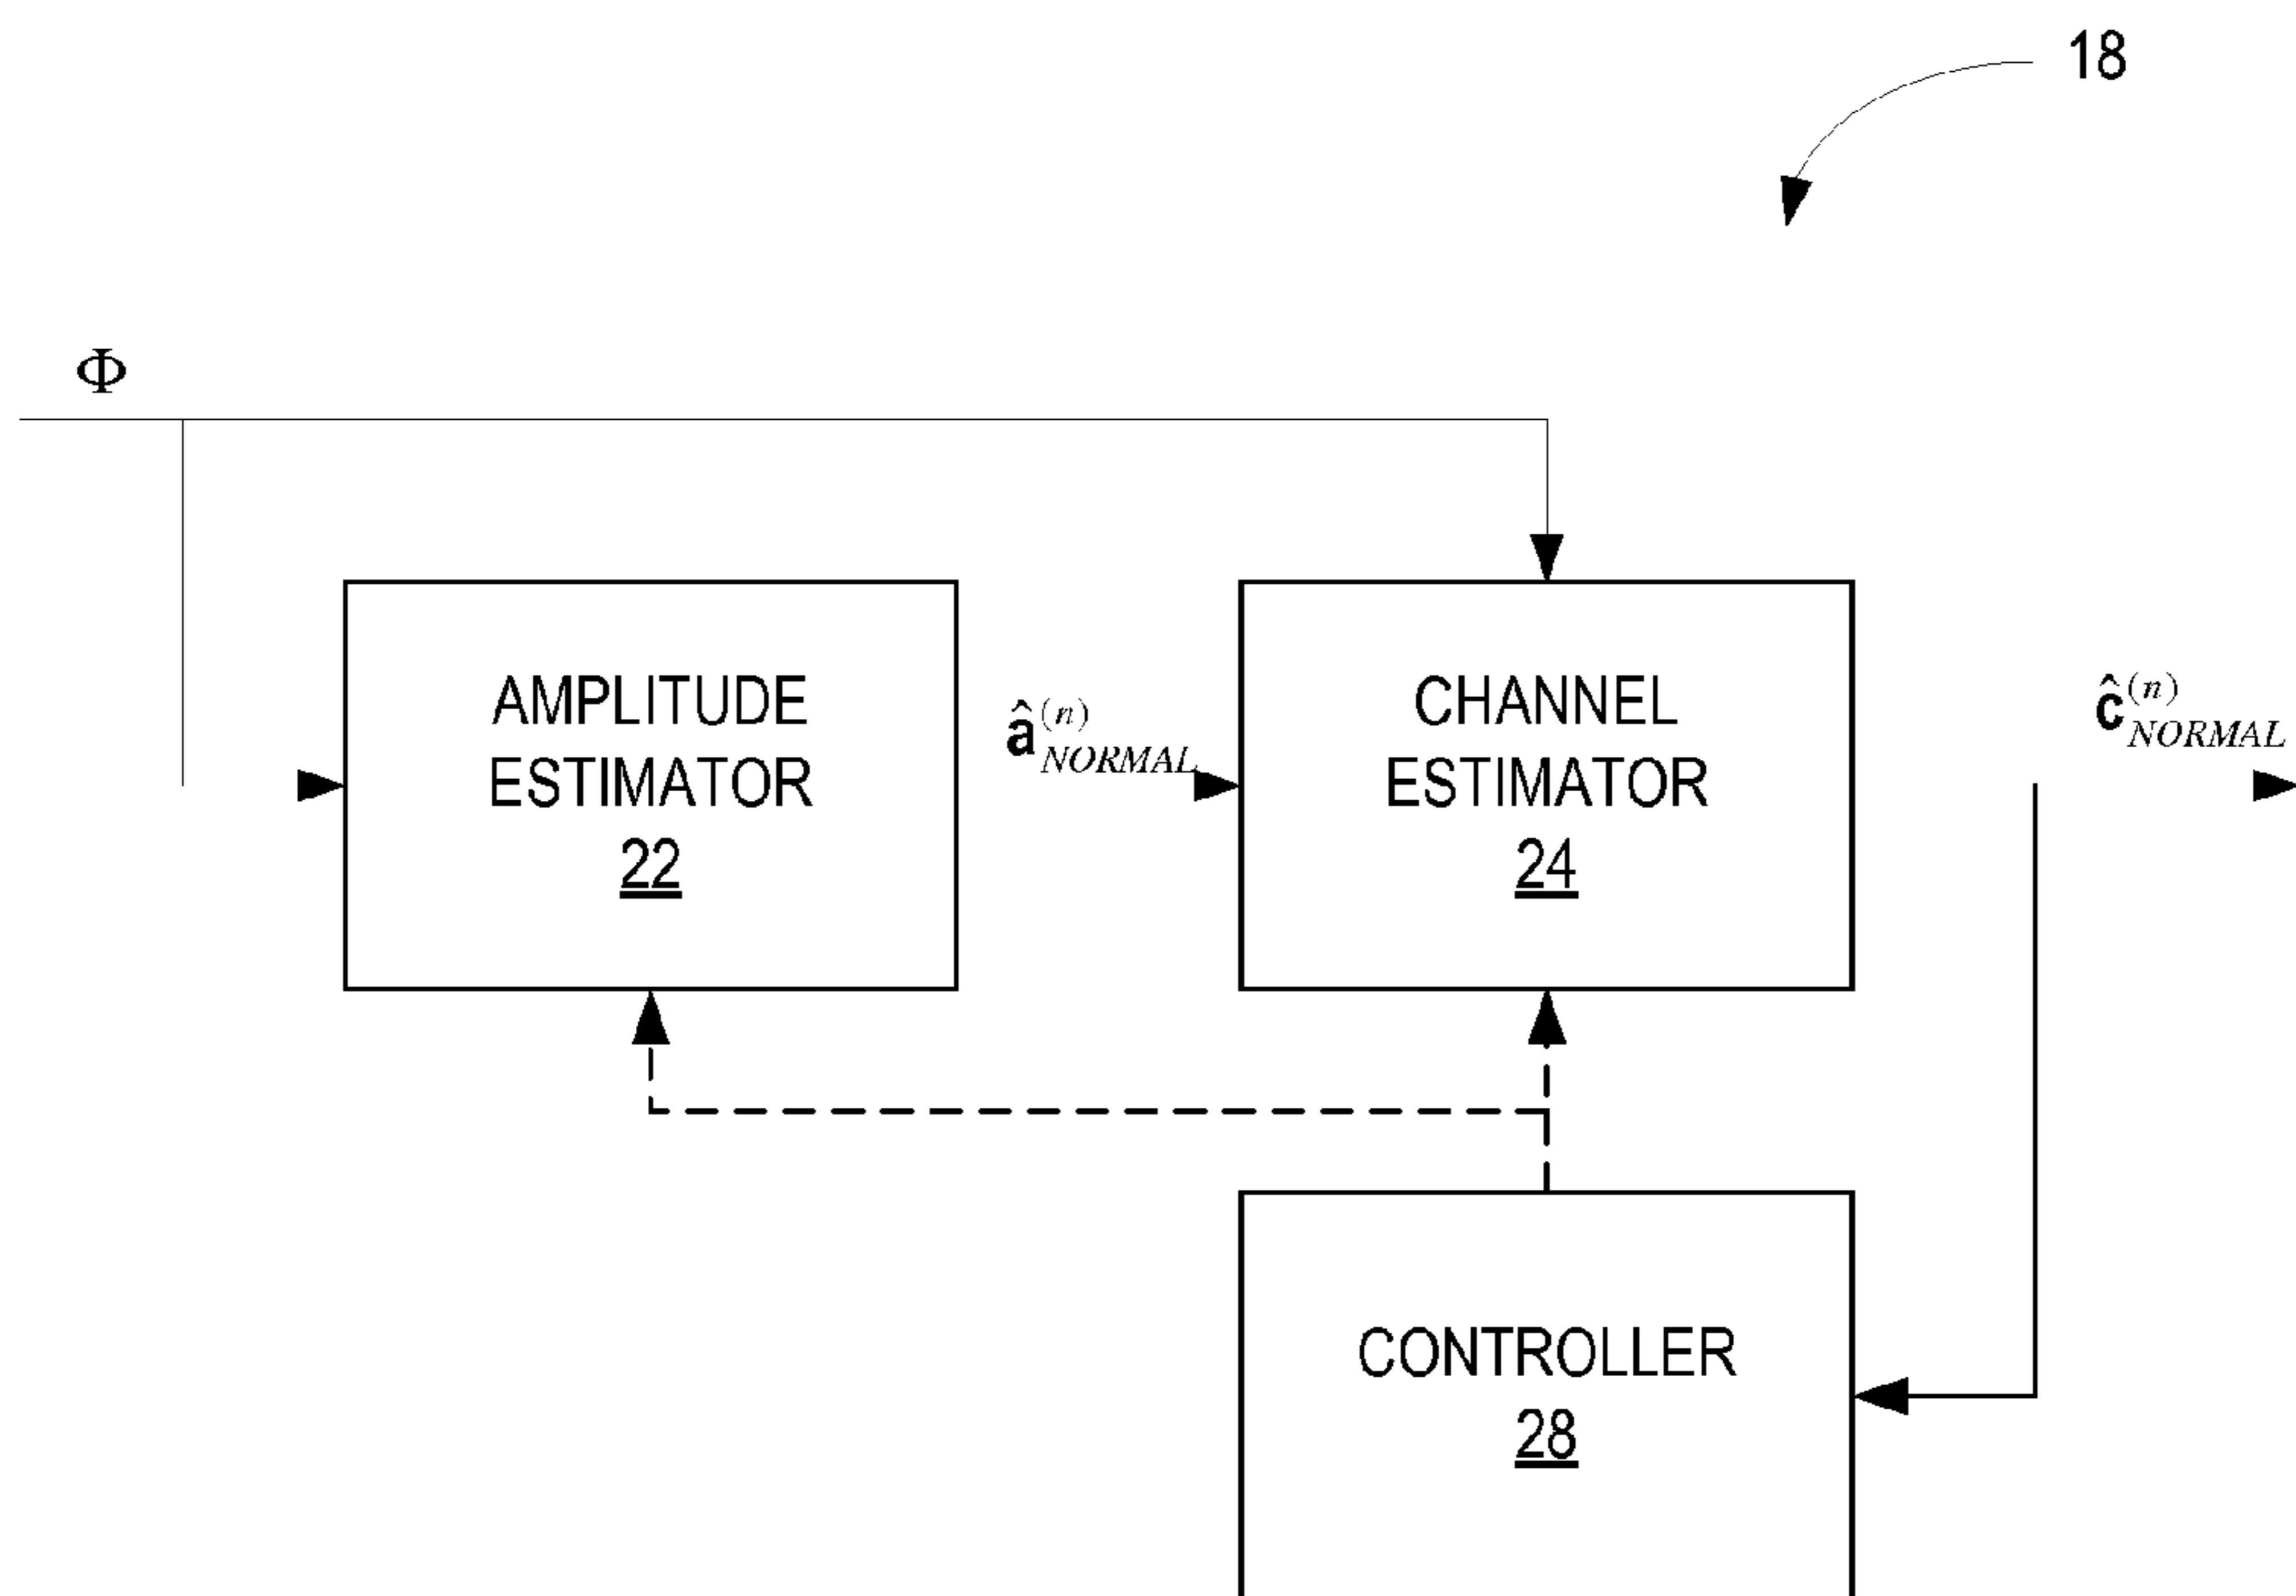 18
Φ
AMPLITUDE
ESTIMATOR
22
â(n)NORMAL
CHANNEL
ESTIMATOR
24
ĉ(n)NORMAL
CONTROLLER
28